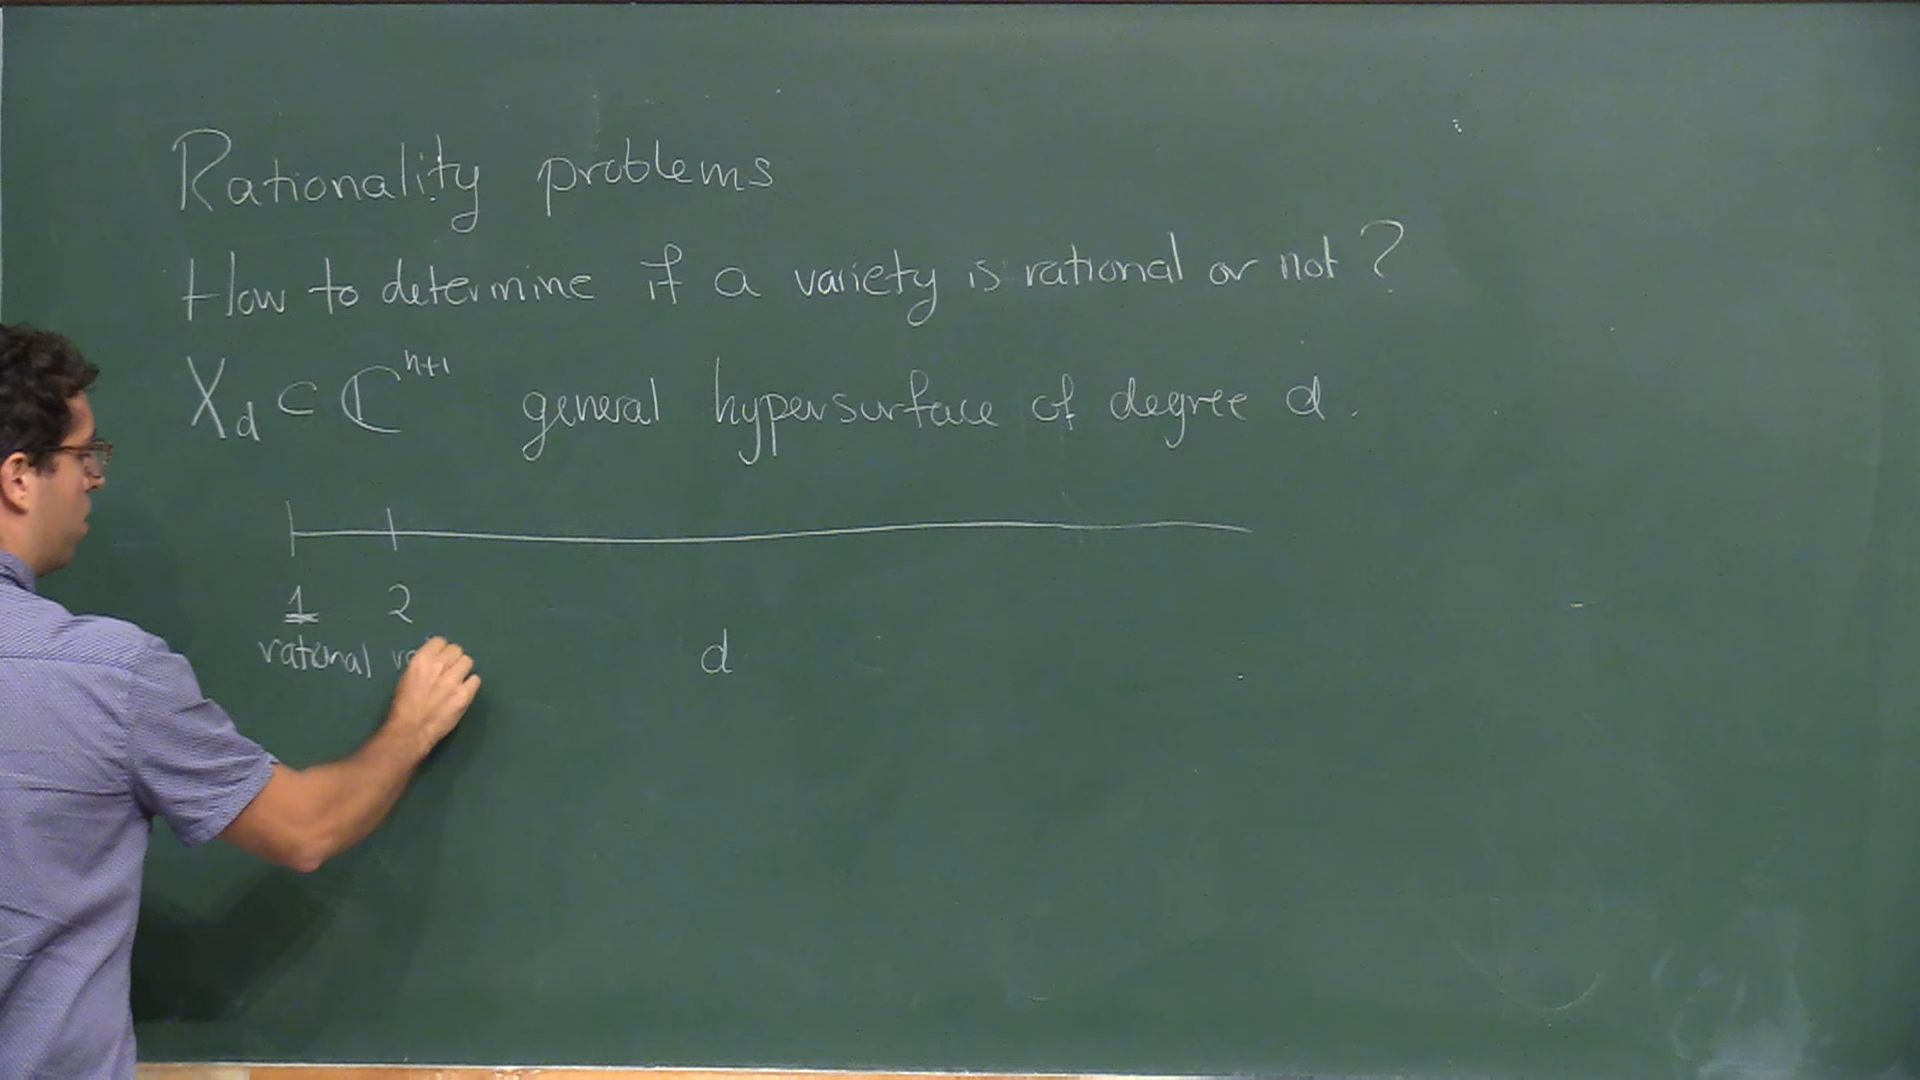 Rationality problems
How to determine if a variety is rational or not?
X_d ⊂ ℂ^{n+1} general hypersurface of degree d.
1 2
rational
d